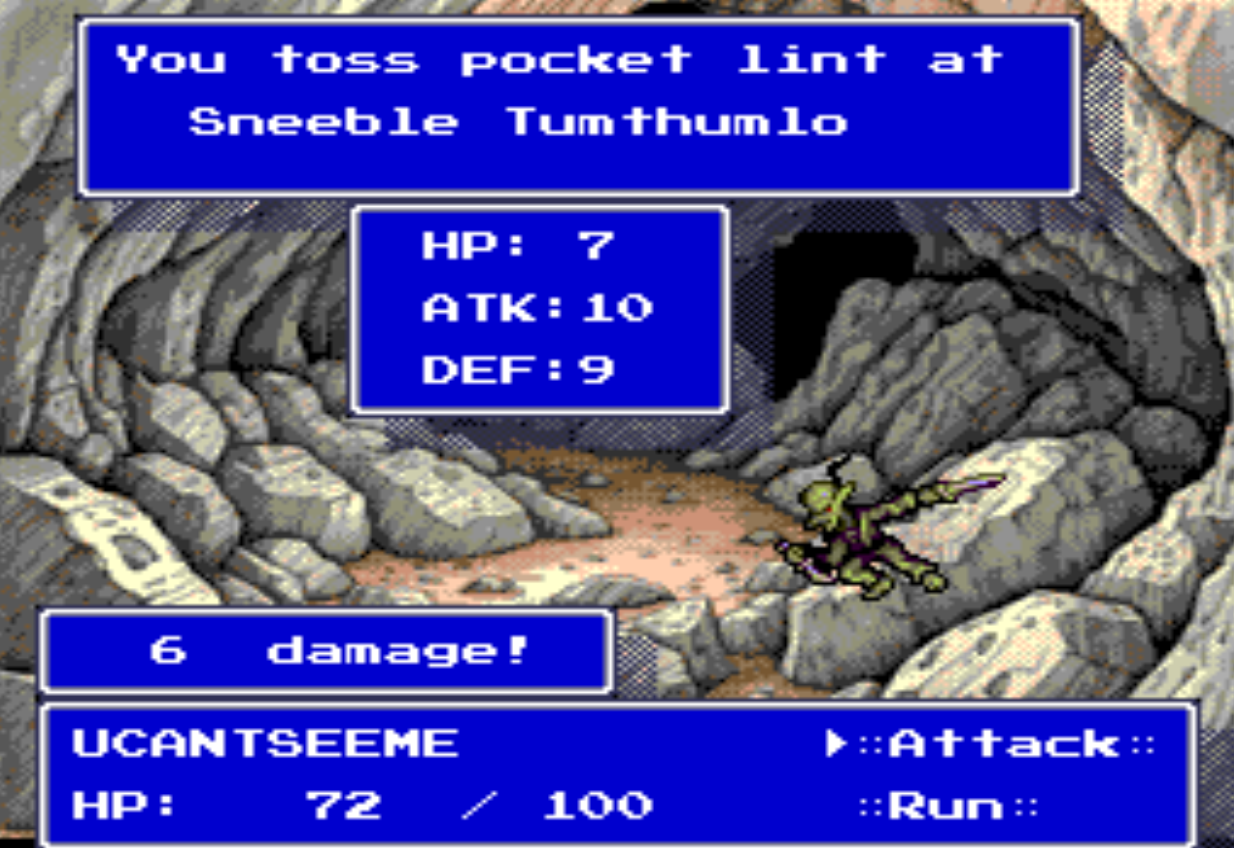 You toss pocket lint at
Sneeble Tumthumlo
HP: 7
ATK:10
DEF:9
6 damage!
UCANTSEEME
▶::Attack::
HP: 72 / 100
::Run::